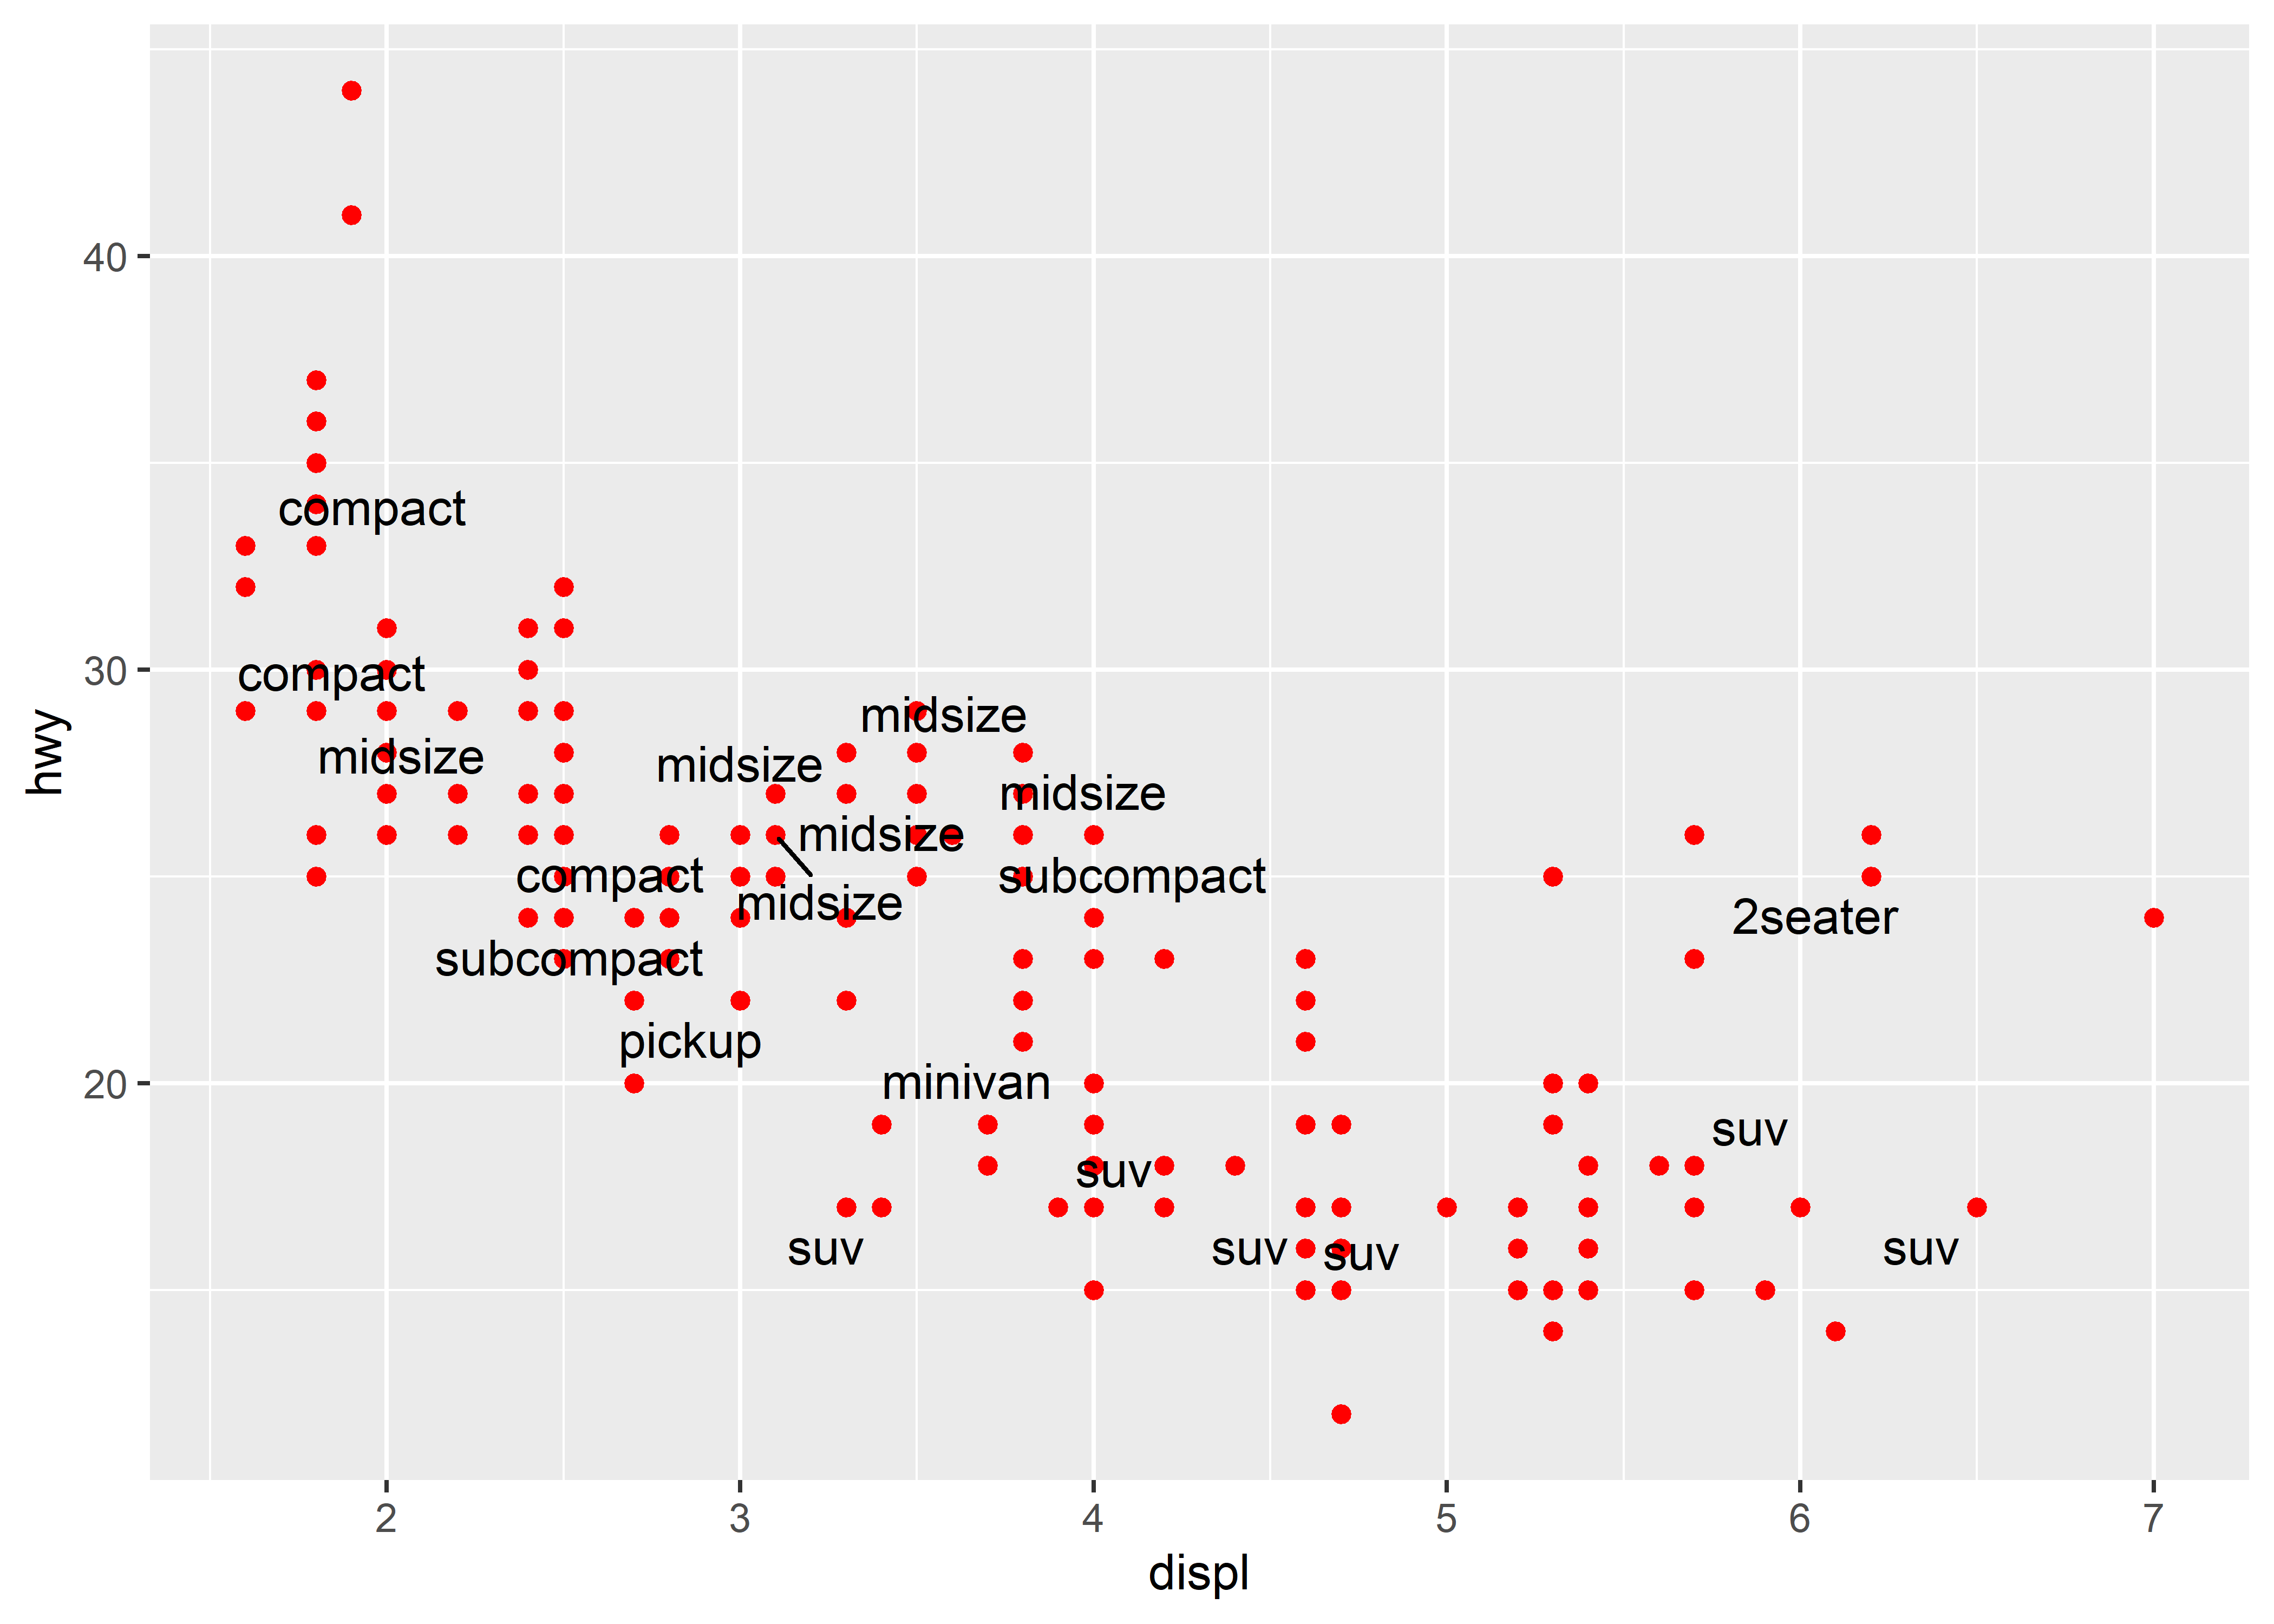 40
compact
30
compact
midsize
midsize
midsize
midsize
midsize
compact
subcompact
midsize
2seater
subcompact
pickup
20
minivan
suv
suv
suv
suv
suv
suv
hwy
2 3 4 5 6 7
displ